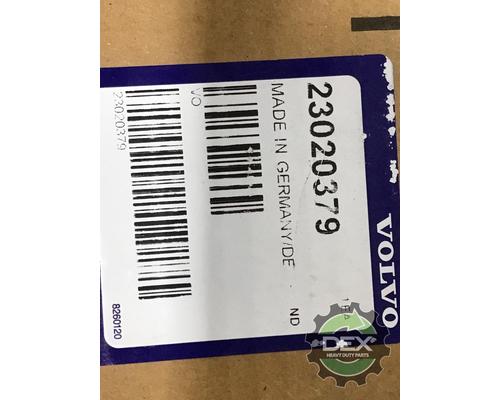 VOLVO
23020379
MADE IN GERMANY/DE
ND
VO
23020379
8260120
DEX
HEAVY DUTY PARTS